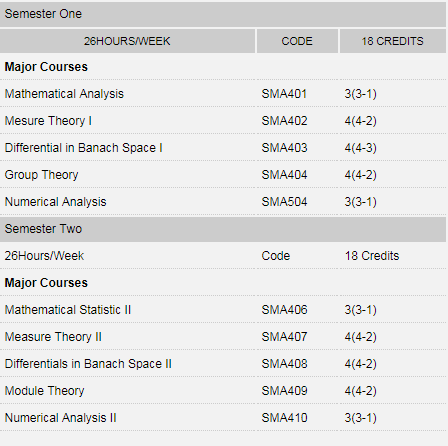 Semester One
26HOURS/WEEK CODE 18 CREDITS
Major Courses
Mathematical Analysis SMA401 3(3-1)
Mesure Theory I SMA402 4(4-2)
Differential in Banach Space I SMA403 4(4-3)
Group Theory SMA404 4(4-2)
Numerical Analysis SMA504 3(3-1)
Semester Two
26Hours/Week Code 18 Credits
Major Courses
Mathematical Statistic II SMA406 3(3-1)
Measure Theory II SMA407 4(4-2)
Differentials in Banach Space II SMA408 4(4-2)
Module Theory SMA409 4(4-2)
Numerical Analysis II SMA410 3(3-1)